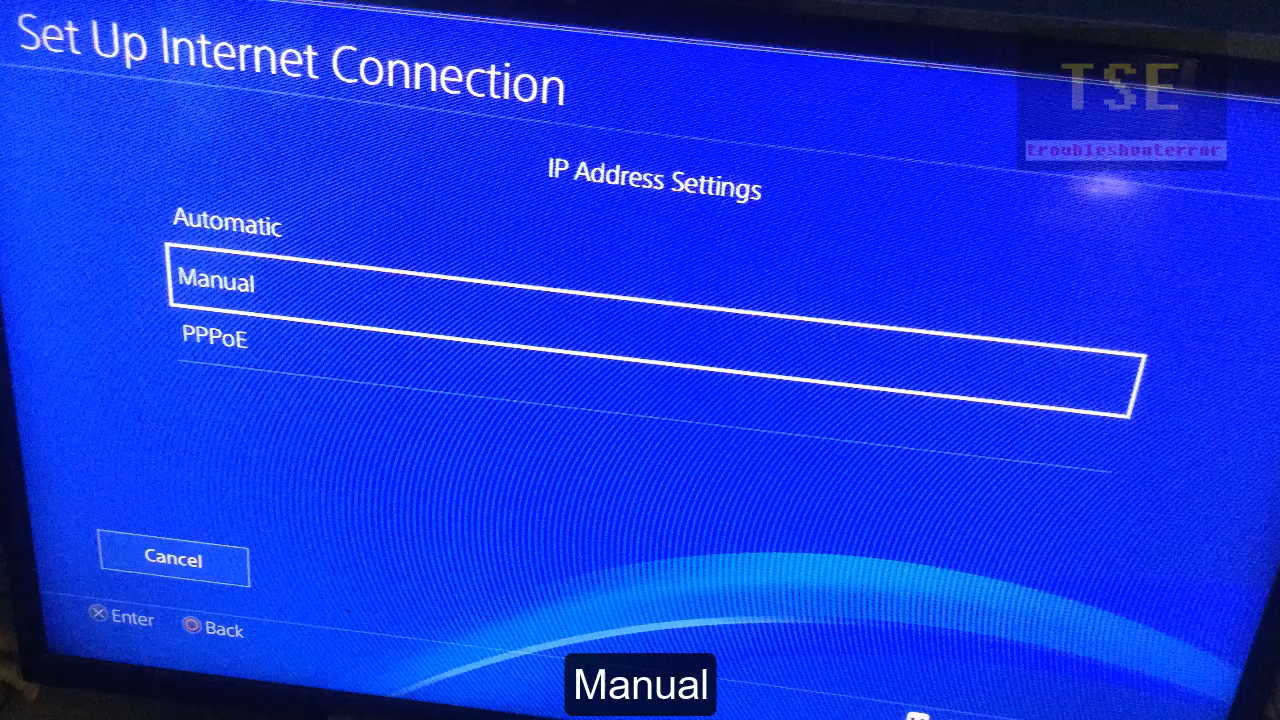 Set Up Internet Connection
TSE
troubleshooterror
IP Address Settings
Automatic
Manual
PPPoE
Cancel
Enter
Back
Manual